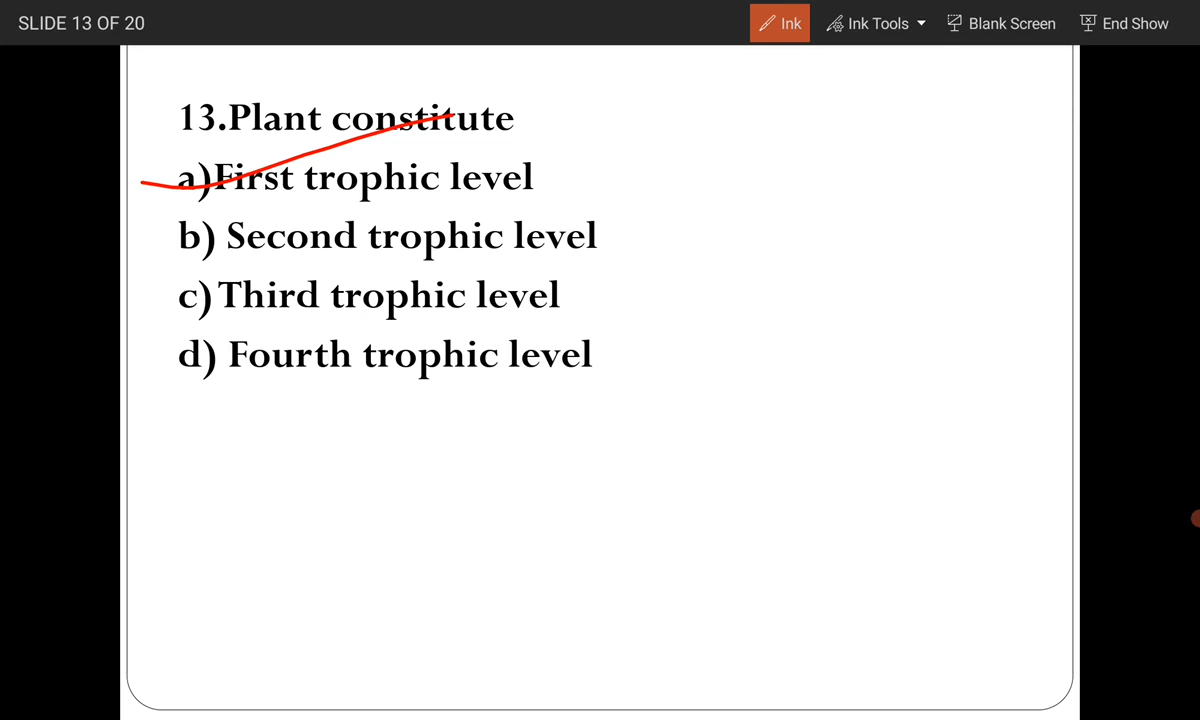 SLIDE 13 OF 20
Ink
Ink Tools
Blank Screen
End Show
13.Plant constitute
a)First trophic level
b) Second trophic level
c) Third trophic level
d) Fourth trophic level